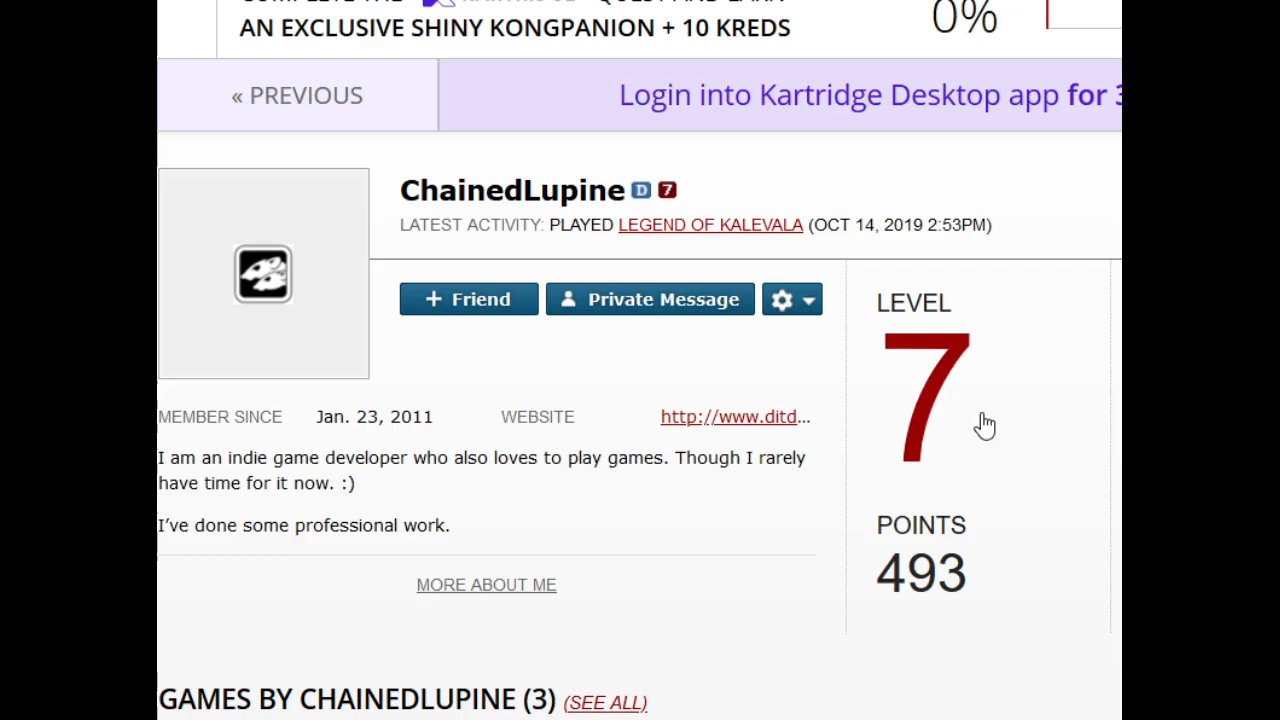 AN EXCLUSIVE SHINY KONGPANION + 10 KREDS
0%
« PREVIOUS
Login into Kartridge Desktop app for 3
ChainedLupine D 7
LATEST ACTIVITY: PLAYED LEGEND OF KALEVALA (OCT 14, 2019 2:53PM)
+ Friend
Private Message
LEVEL
7
MEMBER SINCE Jan. 23, 2011 WEBSITE http://www.ditd...
I am an indie game developer who also loves to play games. Though I rarely
have time for it now. :)
I’ve done some professional work.
POINTS
493
MORE ABOUT ME
GAMES BY CHAINEDLUPINE (3) (SEE ALL)